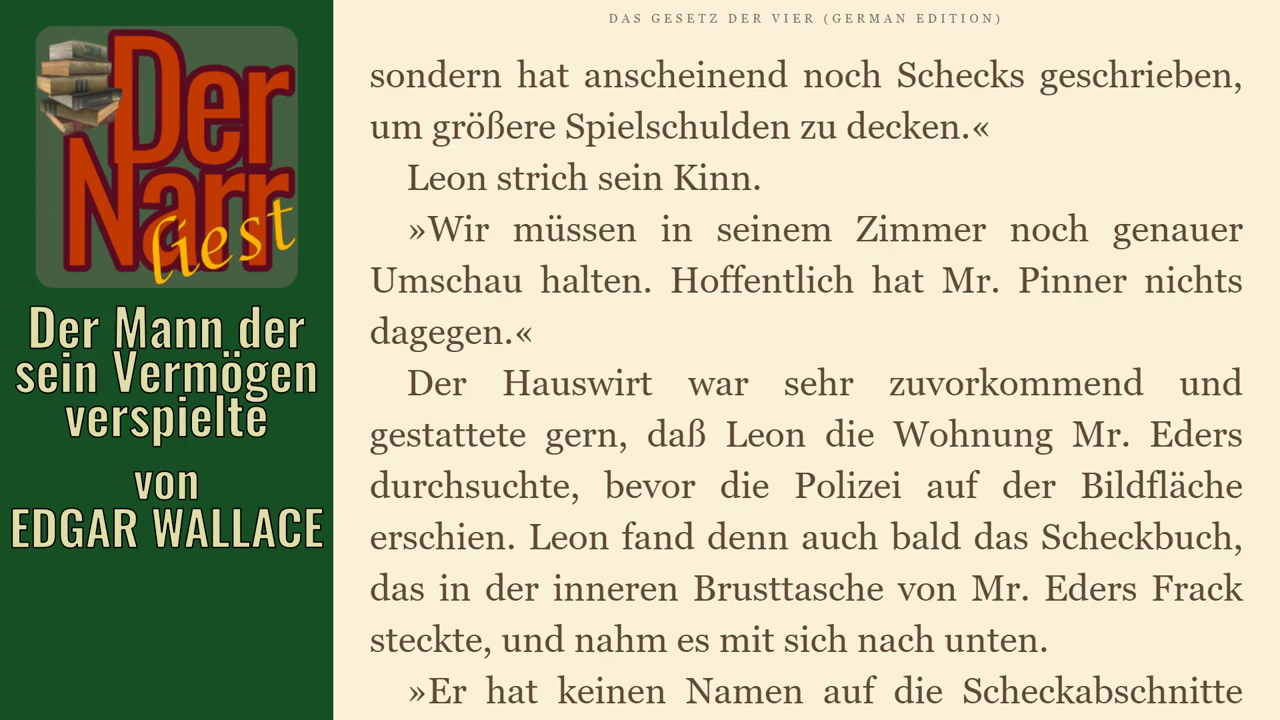 Der
Narr
liest
Der Mann der
sein Vermögen
verspielte
von
EDGAR WALLACE
DAS GESETZ DER VIER (GERMAN EDITION)
sondern hat anscheinend noch Schecks geschrieben,
um größere Spielschulden zu decken.«
Leon strich sein Kinn.
»Wir müssen in seinem Zimmer noch genauer
Umschau halten. Hoffentlich hat Mr. Pinner nichts
dagegen.«
Der Hauswirt war sehr zuvorkommend und
gestattete gern, daß Leon die Wohnung Mr. Eders
durchsuchte, bevor die Polizei auf der Bildfläche
erschien. Leon fand denn auch bald das Scheckbuch,
das in der inneren Brusttasche von Mr. Eders Frack
steckte, und nahm es mit sich nach unten.
»Er hat keinen Namen auf die Scheckabschnitte